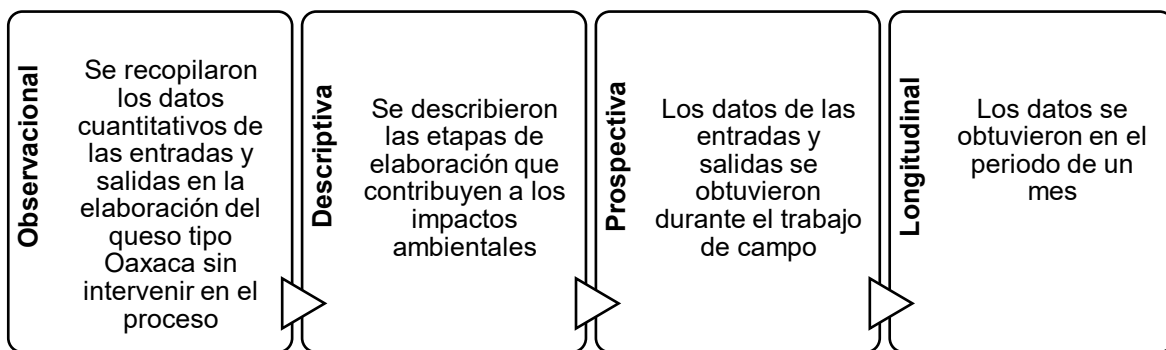 Observacional
Se recopilaron
los datos
cuantitativos de
las entradas y
salidas en la
elaboración del
queso tipo
Oaxaca sin
intervenir en el
proceso
Descriptiva
Se describieron
las etapas de
elaboración que
contribuyen a los
impactos
ambientales
Prospectiva
Los datos de las
entradas y
salidas se
obtuvieron
durante el trabajo
de campo
Longitudinal
Los datos se
obtuvieron en el
periodo de un
mes